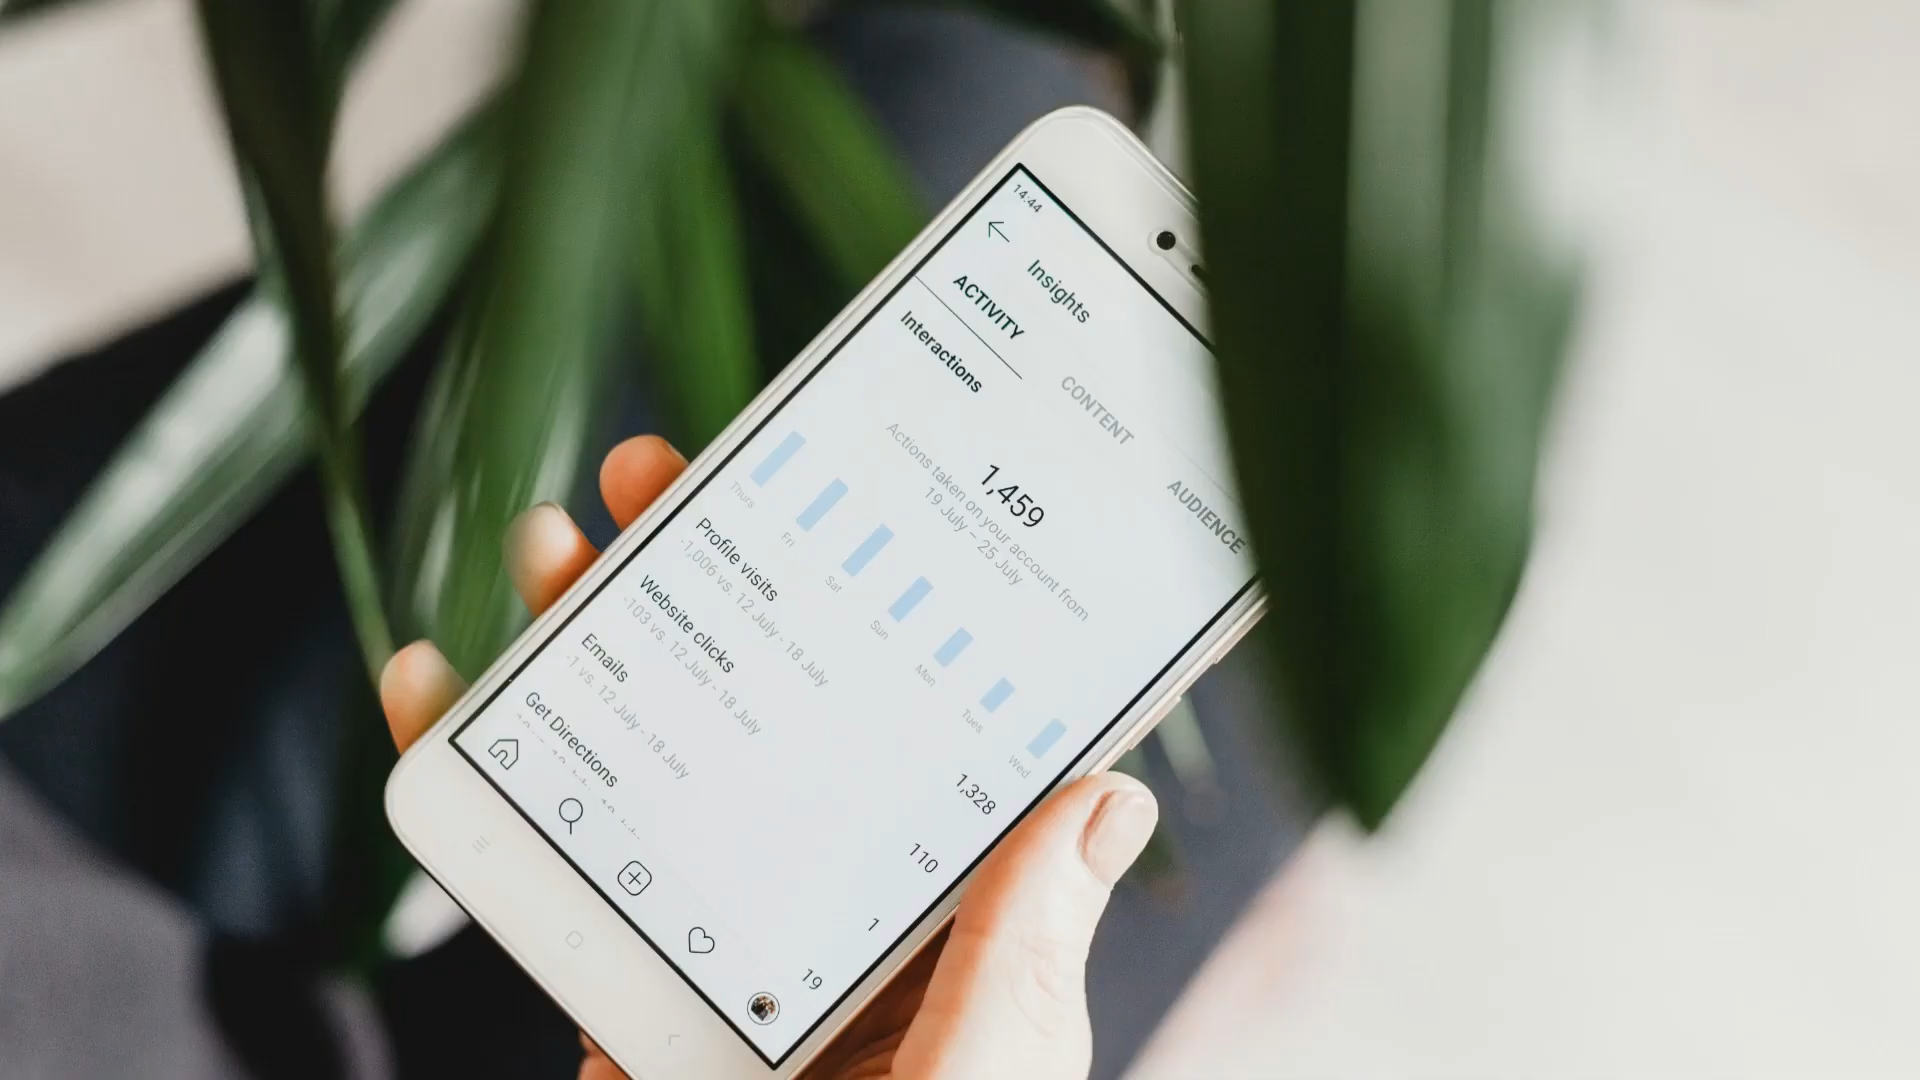 14:44
Insights
ACTIVITY
CONTENT
AUDIENCE
Interactions
1,459
Actions taken on your account from
19 July – 25 July
Thurs
Fri
Sat
Sun
Mon
Tues
Wed
Profile visits
1,328
-1,006 vs. 12 July - 18 July
Website clicks
110
-103 vs. 12 July - 18 July
Emails
1
-1 vs. 12 July - 18 July
Get Directions
19